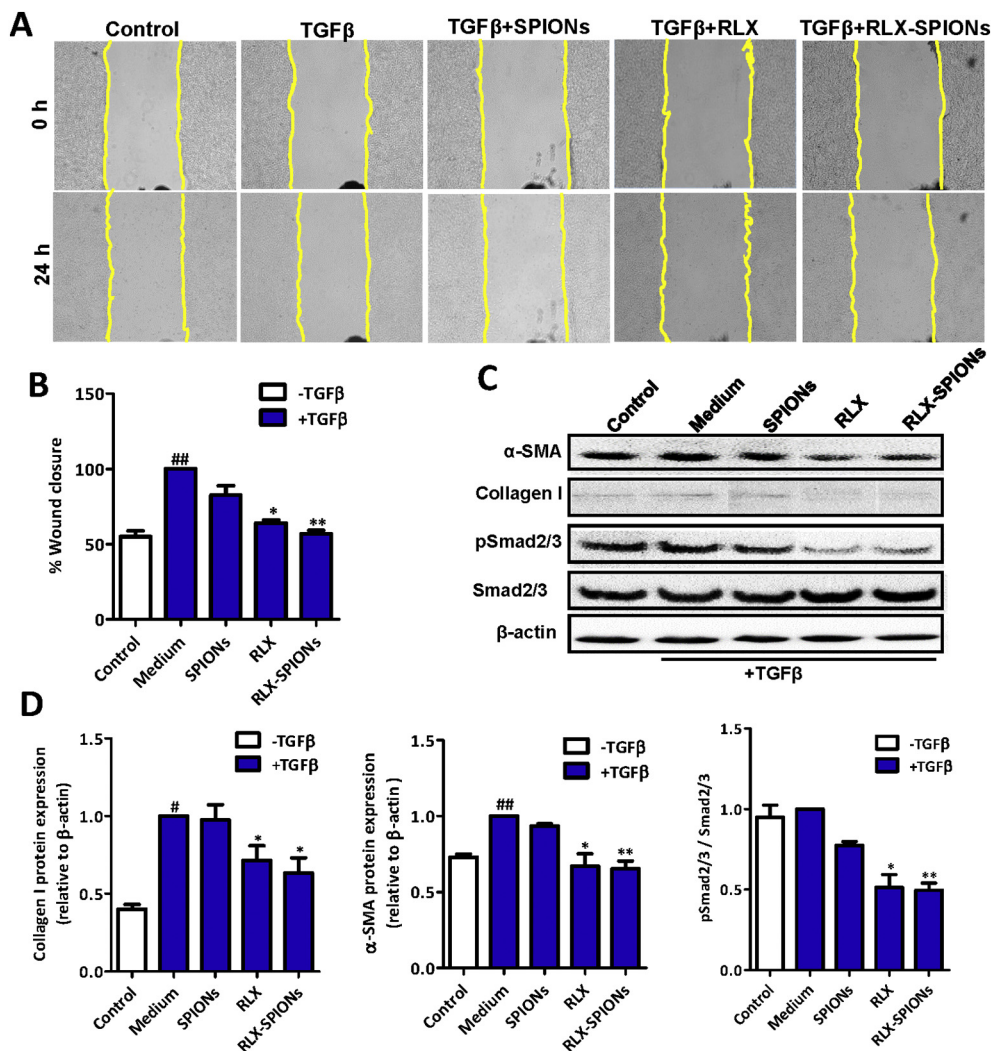 A
Control TGFβ TGFβ+SPIONs TGFβ+RLX TGFβ+RLX-SPIONs
0 h
24 h
B
% Wound closure
150
100
50
0
-TGFβ
+TGFβ
##
*
**
Control Medium SPIONs RLX RLX-SPIONs
C
Control Medium SPIONs RLX RLX-SPIONs
α-SMA
Collagen I
pSmad2/3
Smad2/3
β-actin
+TGFβ
D
Collagen I protein expression
(relative to β-actin)
1.5
1.0
0.5
0.0
-TGFβ
+TGFβ
#
*
*
Control Medium SPIONs RLX RLX-SPIONs
α-SMA protein expression
(relative to β-actin )
1.5
1.0
0.5
0.0
-TGFβ
+TGFβ
##
*
**
Control Medium SPIONs RLX RLX-SPIONs
pSmad2/3 / Smad2/3
1.5
1.0
0.5
0.0
-TGFβ
+TGFβ
*
**
Control Medium SPIONs RLX RLX-SPIONs